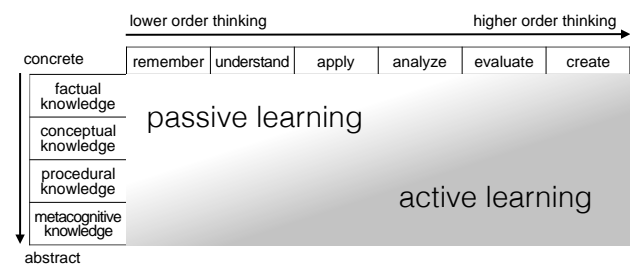 lower order thinking higher order thinking
concrete remember understand apply analyze evaluate create
factual
knowledge
conceptual
knowledge
procedural
knowledge
metacognitive
knowledge
passive learning
active learning
abstract